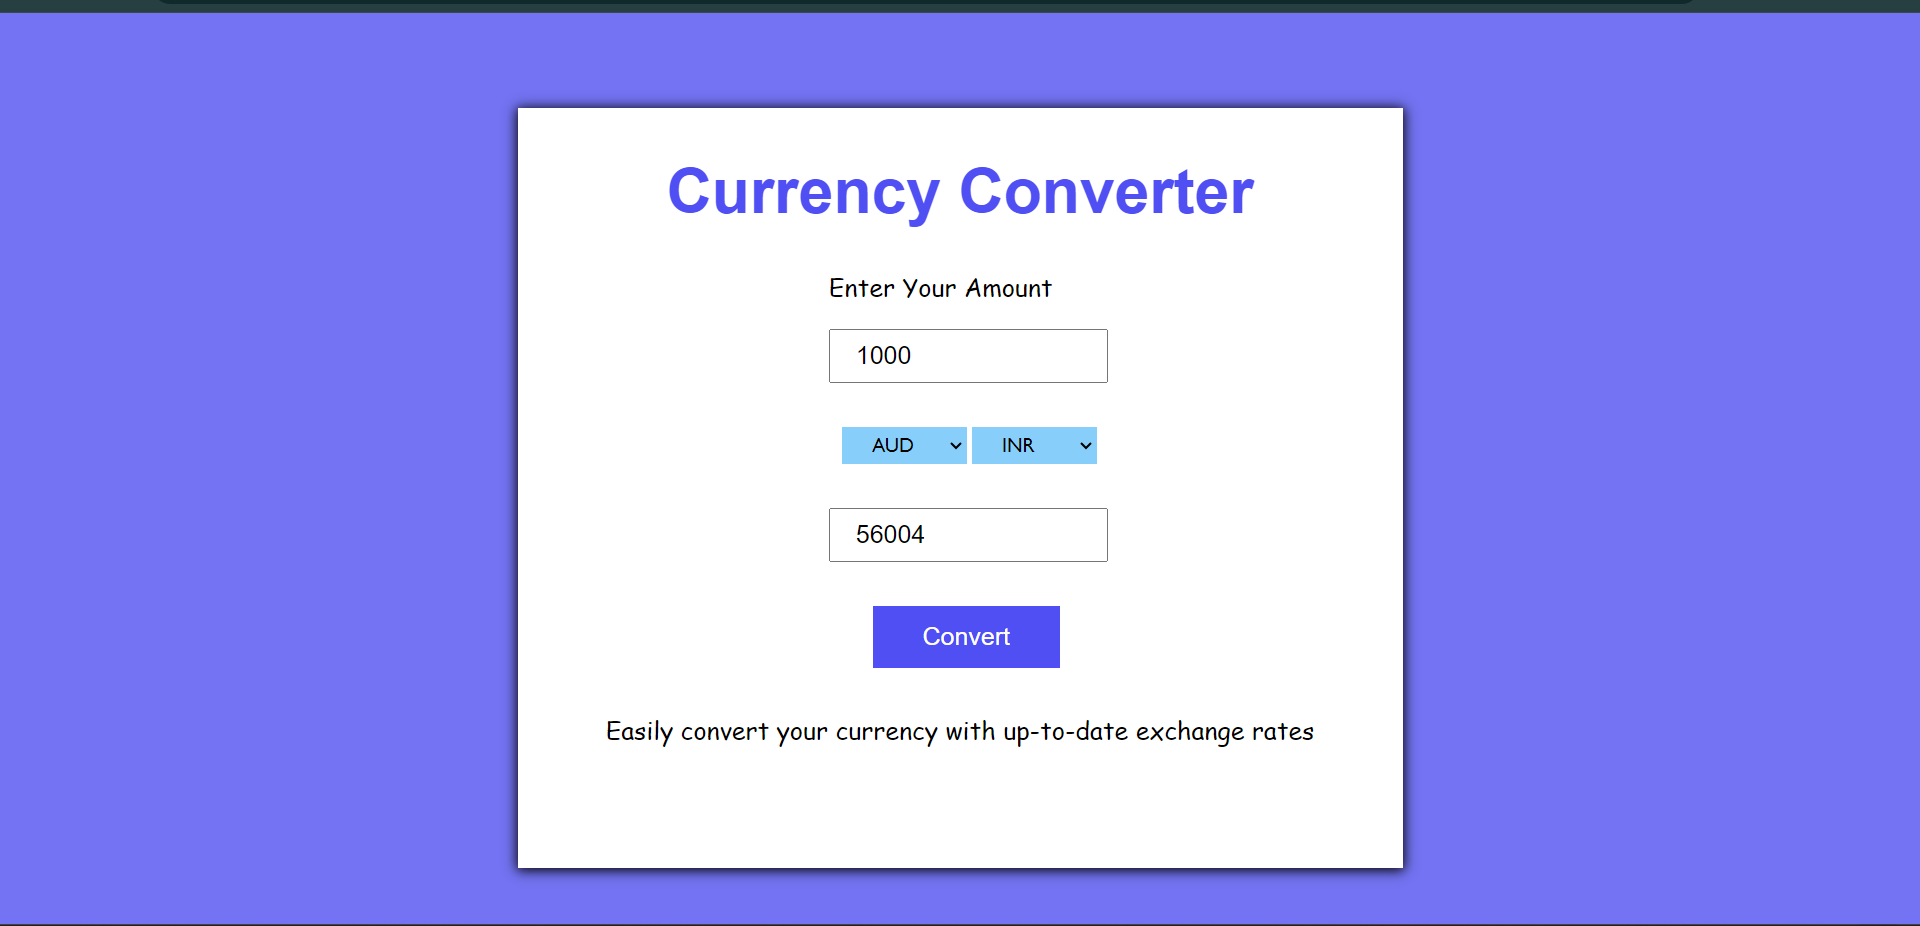 Currency Converter
Enter Your Amount
1000
AUD INR
56004
Convert
Easily convert your currency with up-to-date exchange rates